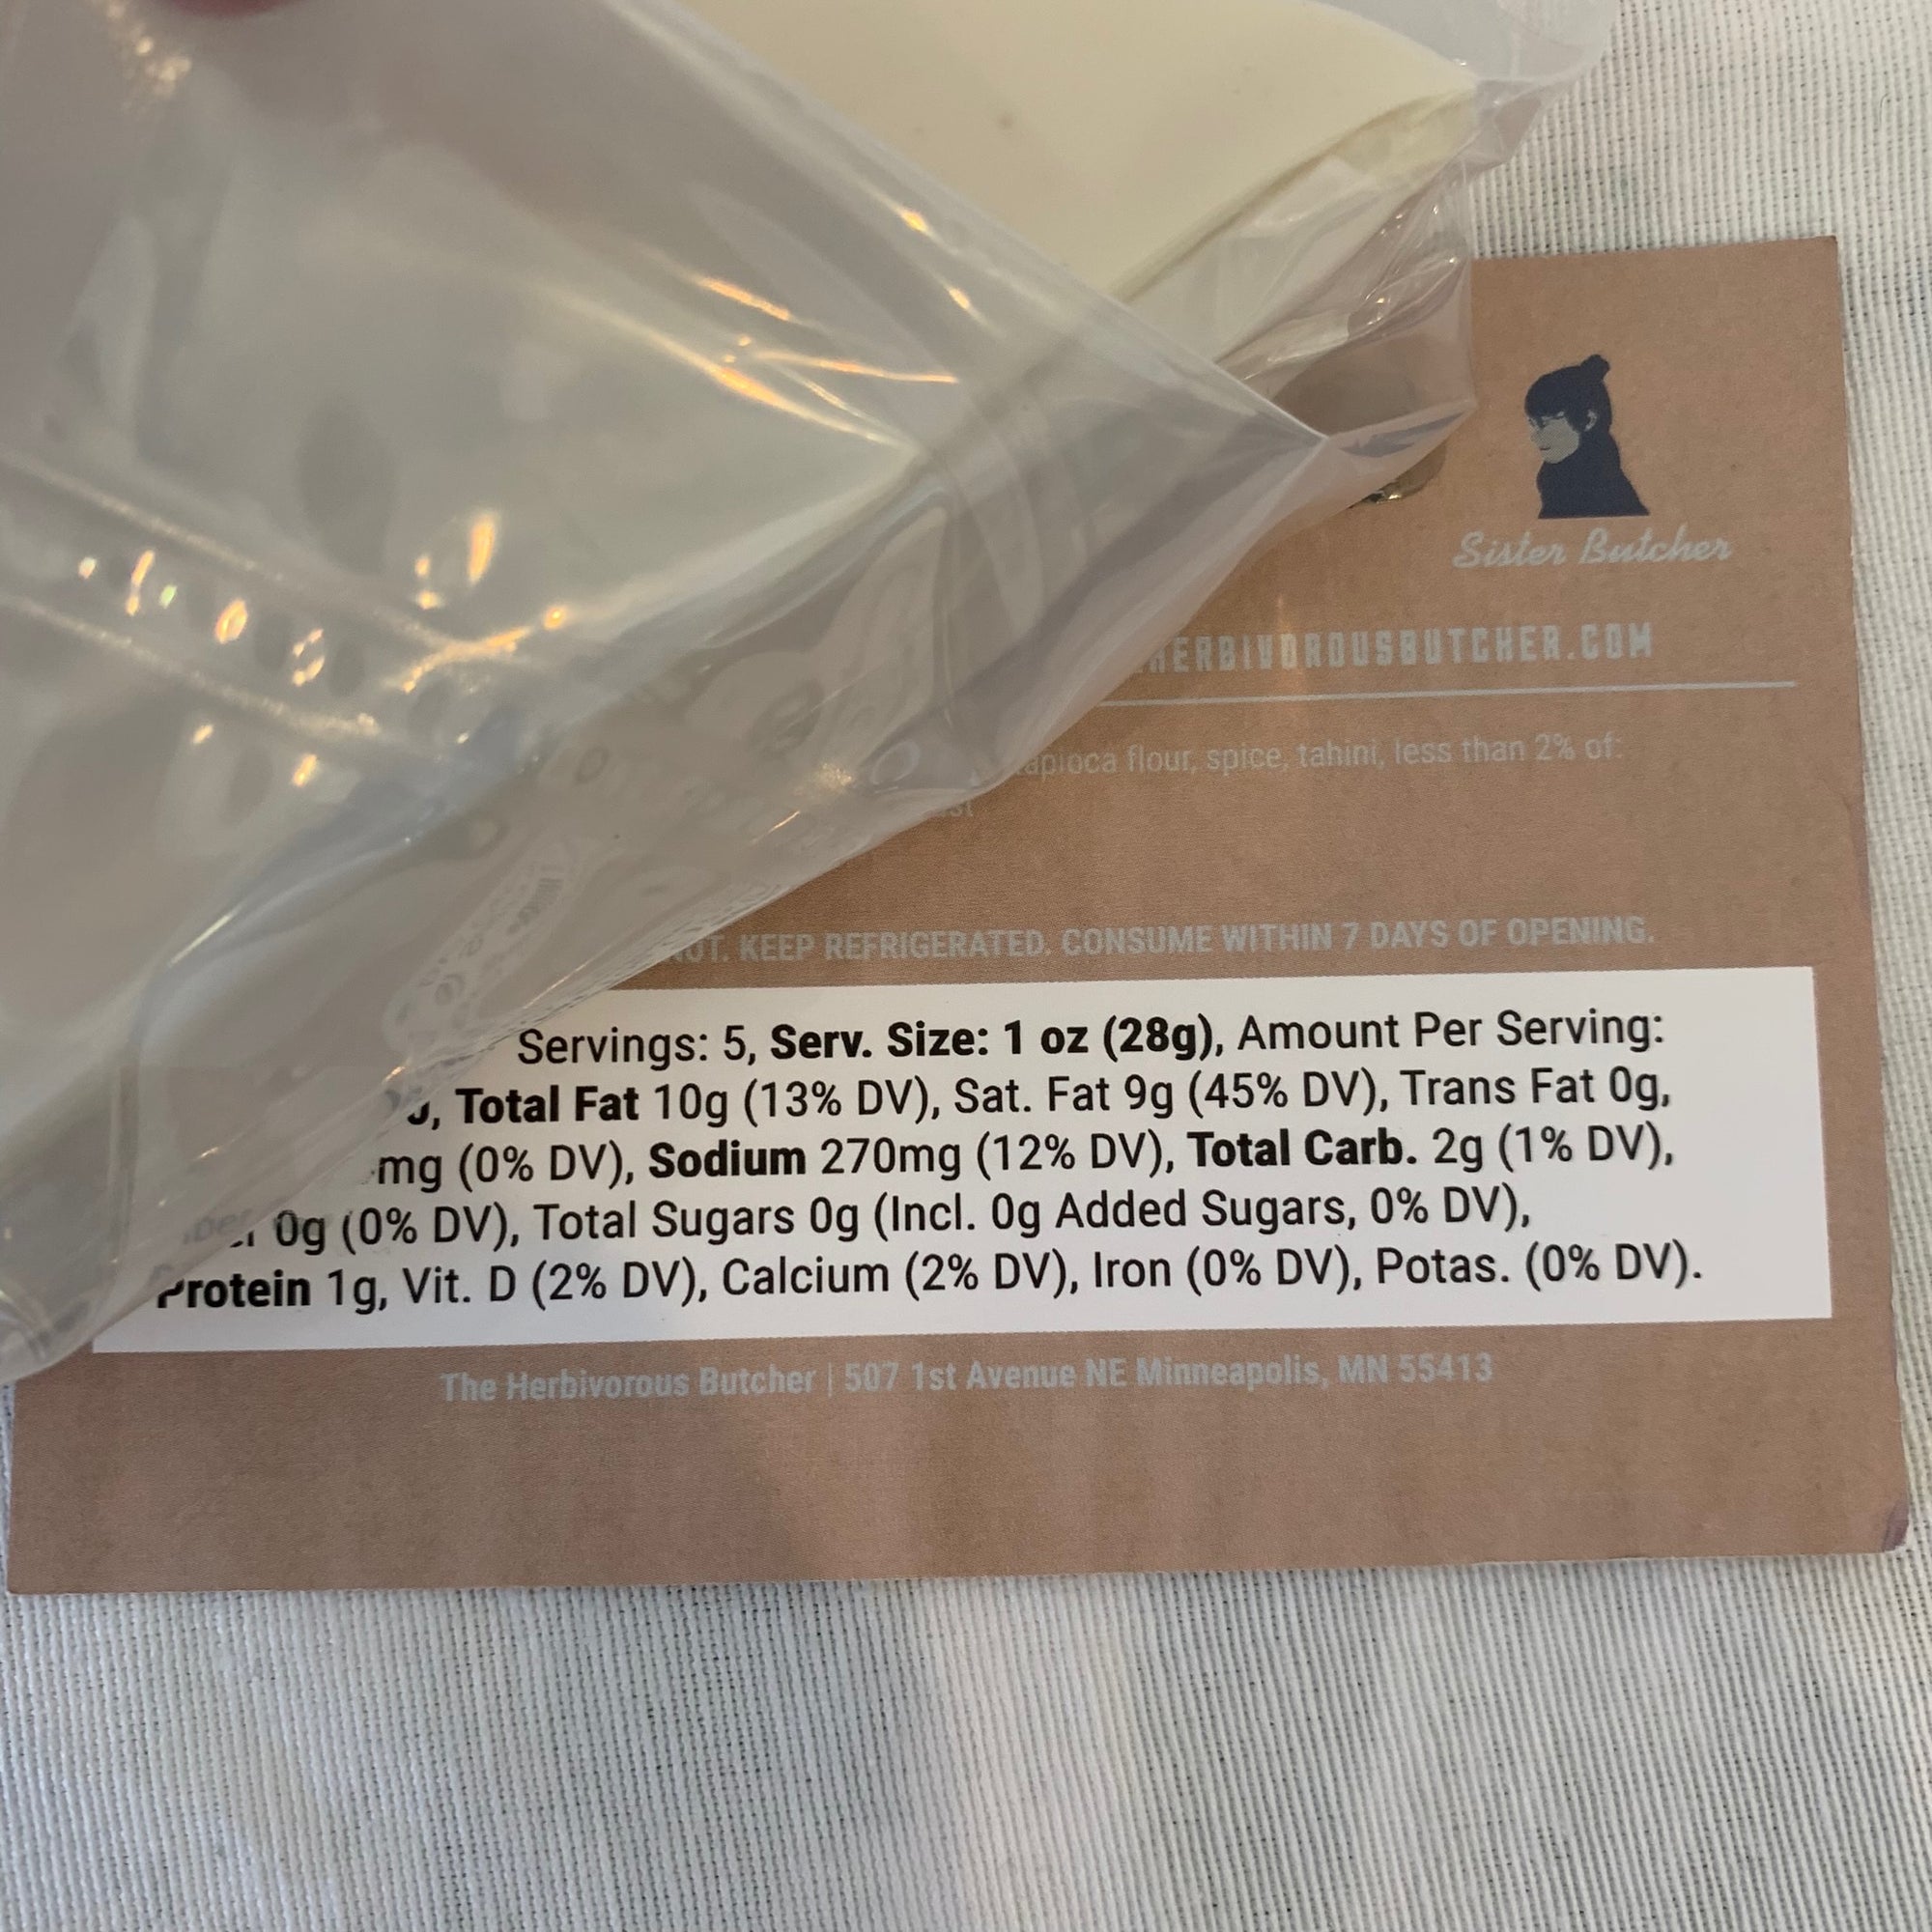 Sister Butcher
HERBIVOROUSBUTCHER.COM
flour, spice, tahini, less than 2% of:
KEEP REFRIGERATED. CONSUME WITHIN 7 DAYS OF OPENING.
Servings: 5, Serv. Size: 1 oz (28g), Amount Per Serving:
Total Fat 10g (13% DV), Sat. Fat 9g (45% DV), Trans Fat 0g,
mg (0% DV), Sodium 270mg (12% DV), Total Carb. 2g (1% DV),
0g (0% DV), Total Sugars 0g (Incl. 0g Added Sugars, 0% DV),
Protein 1g, Vit. D (2% DV), Calcium (2% DV), Iron (0% DV), Potas. (0% DV).
The Herbivorous Butcher | 507 1st Avenue NE Minneapolis, MN 55413